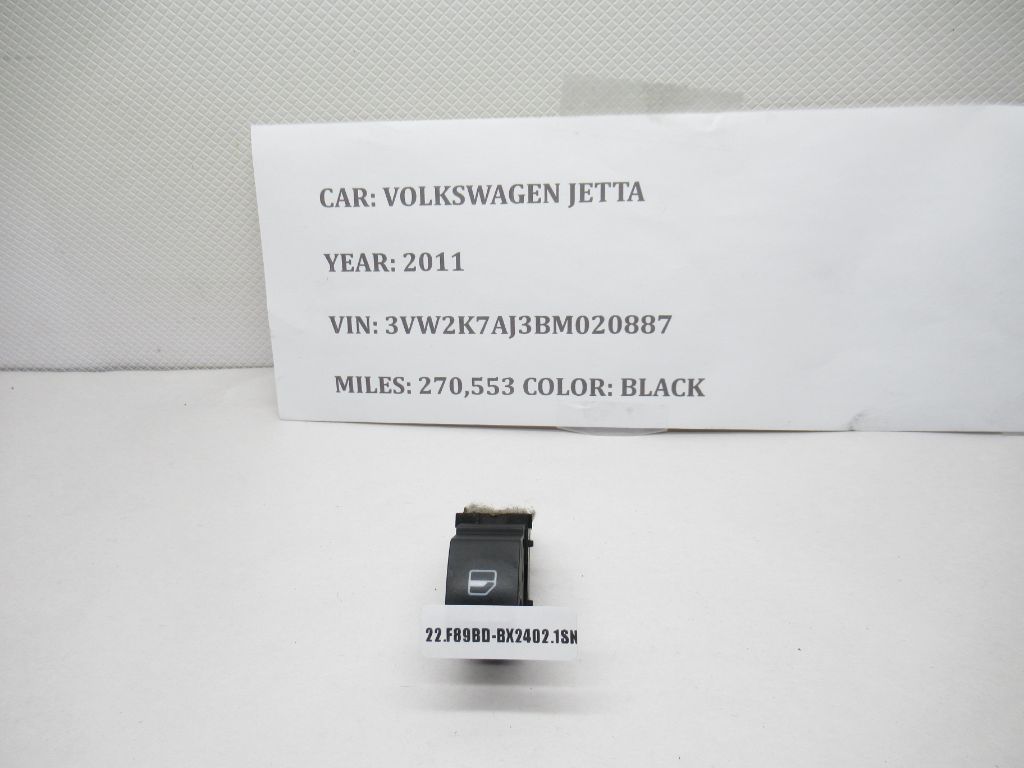 CAR: VOLKSWAGEN JETTA
YEAR: 2011
VIN: 3VW2K7AJ3BM020887
MILES: 270,553 COLOR: BLACK
22.F89BD-BX2402.1SN